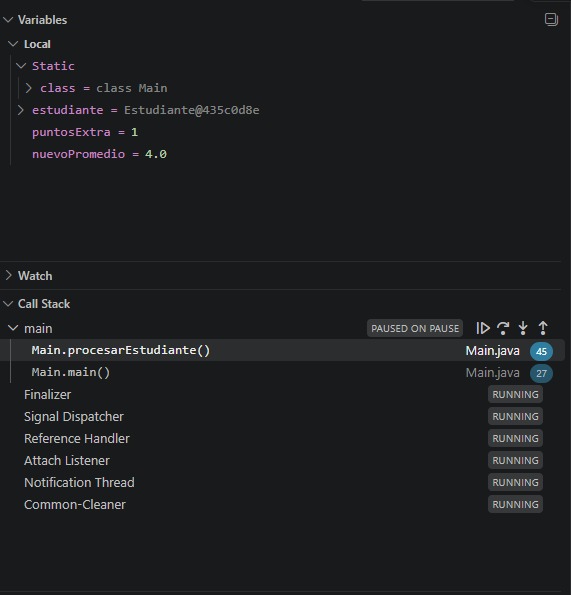 Variables
Local
Static
class = class Main
estudiante = Estudiante@435c0d8e
puntosExtra = 1
nuevoPromedio = 4.0
Watch
Call Stack
main PAUSED ON PAUSE
Main.procesarEstudiante() Main.java 45
Main.main() Main.java 27
Finalizer RUNNING
Signal Dispatcher RUNNING
Reference Handler RUNNING
Attach Listener RUNNING
Notification Thread RUNNING
Common-Cleaner RUNNING